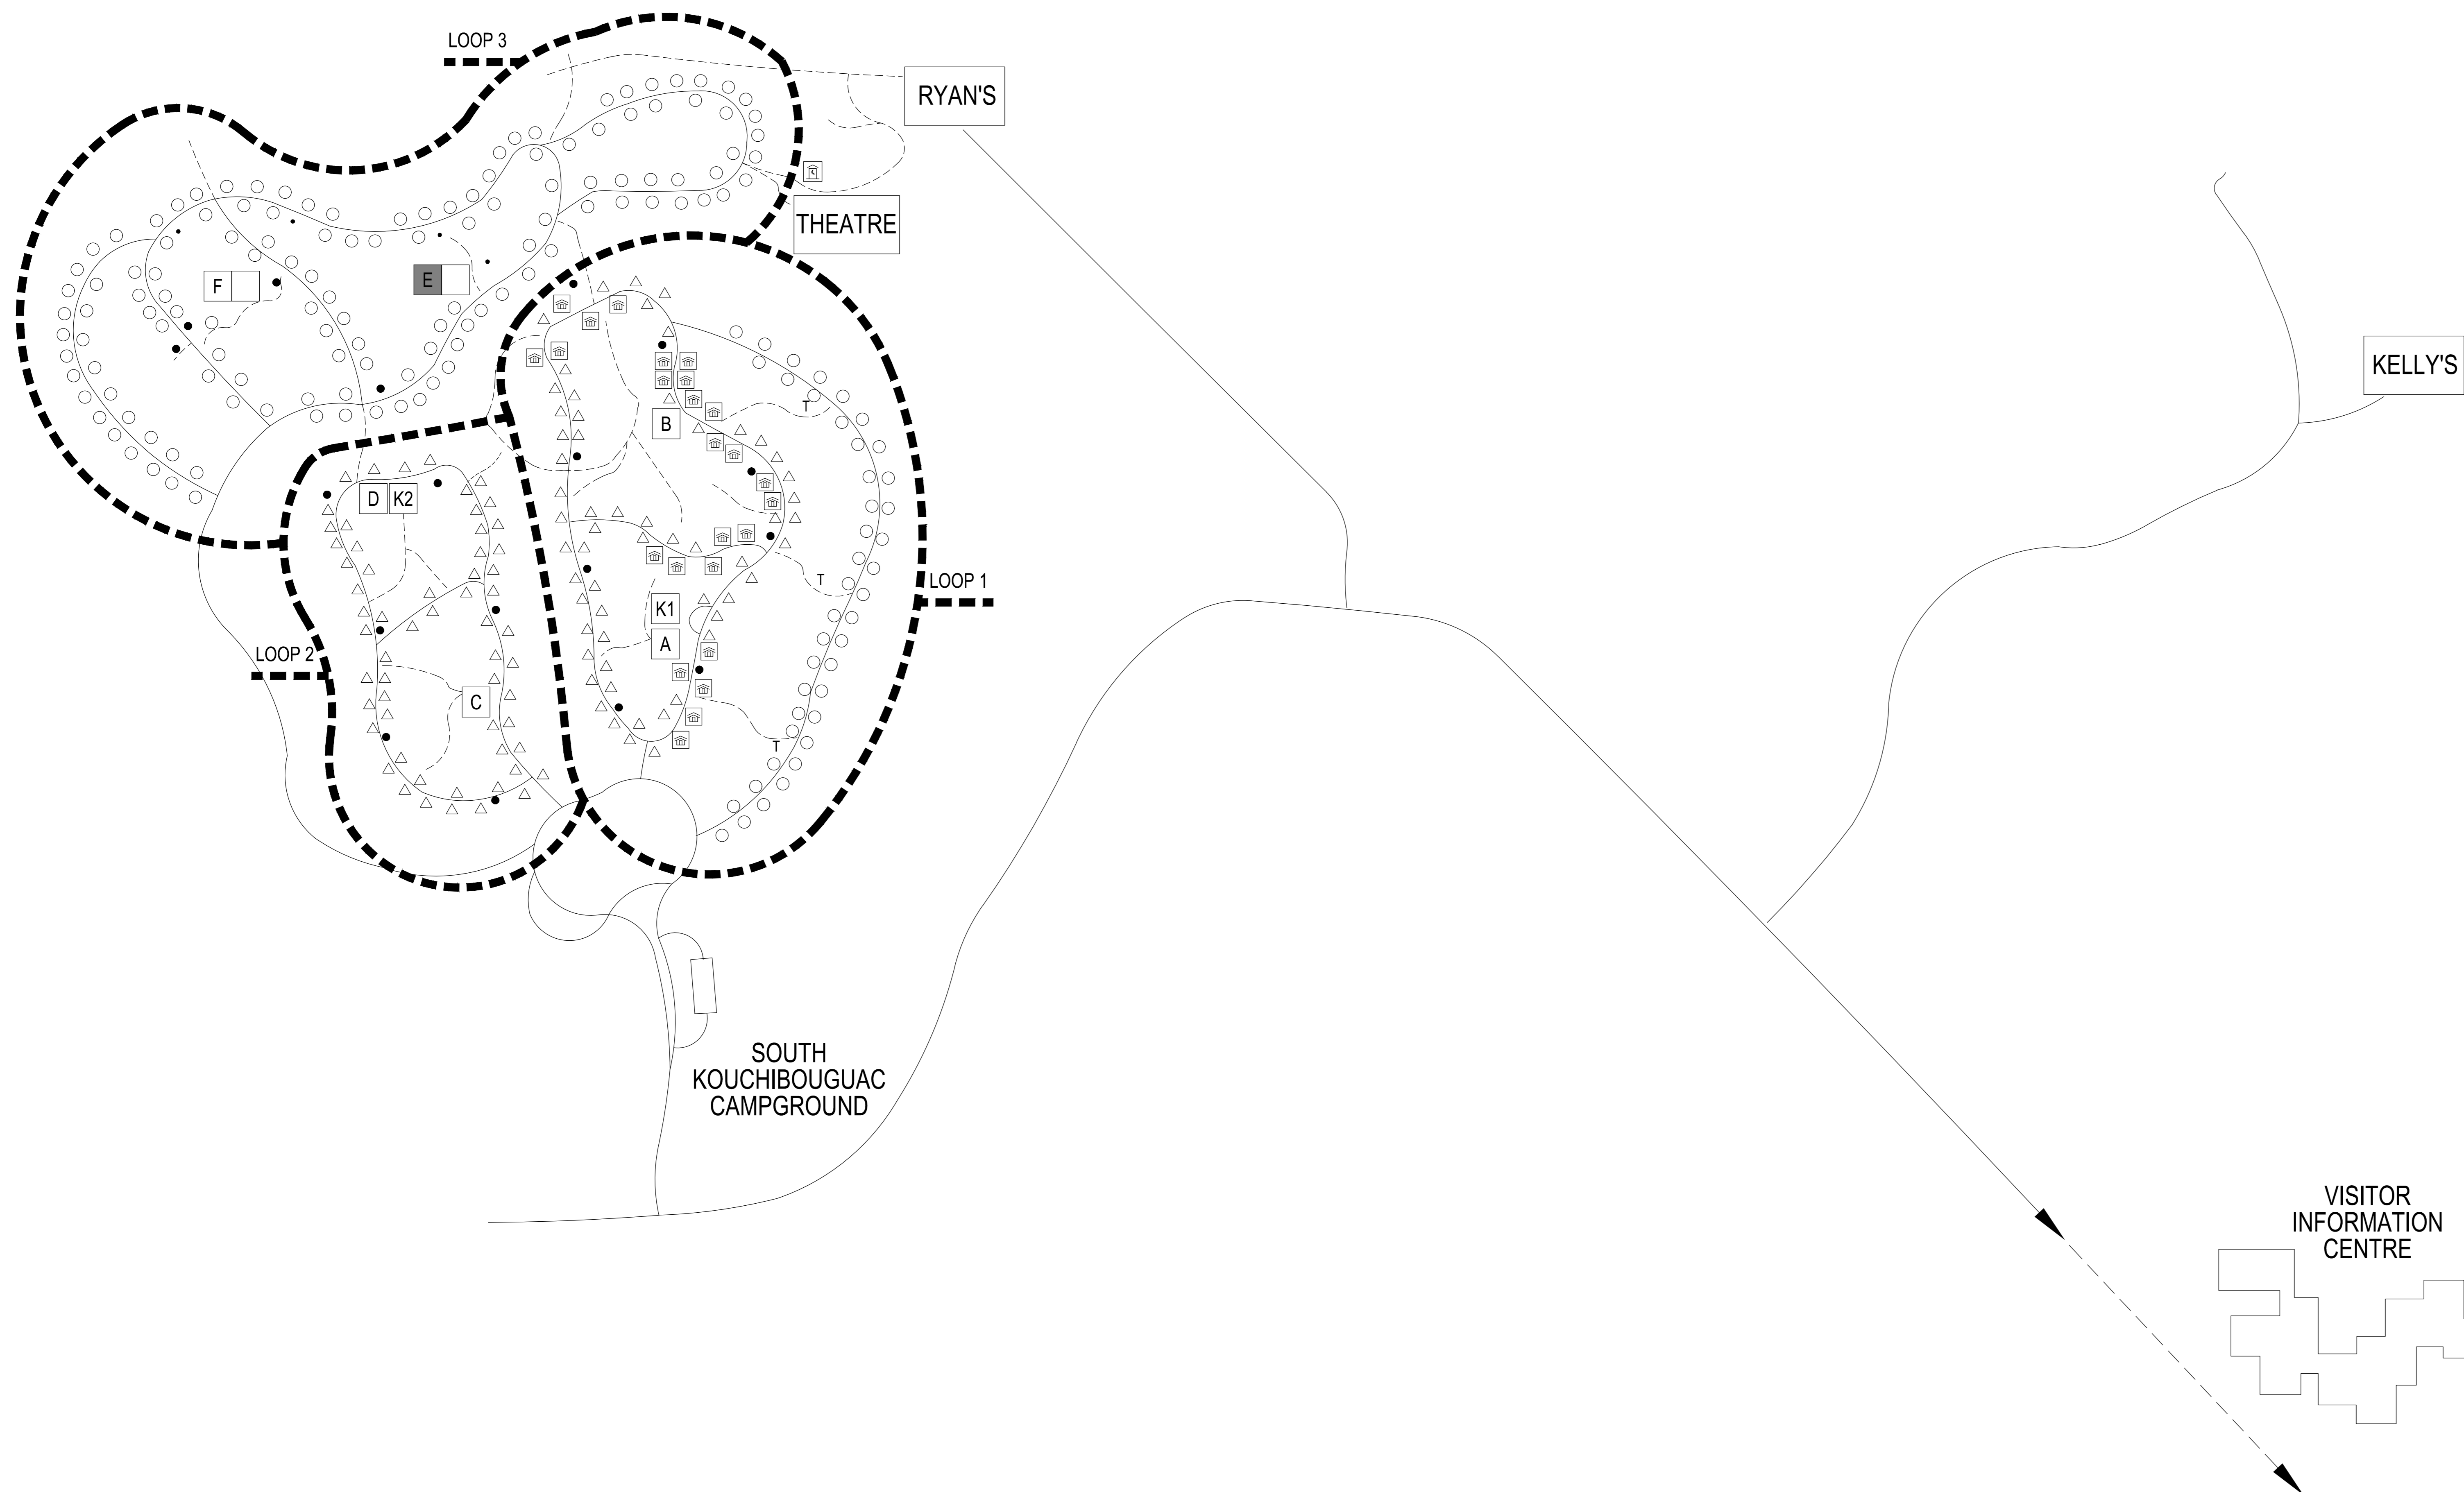 LOOP 3
RYAN'S
THEATRE
F
E
KELLY'S
B
D
K2
T
T
LOOP 1
K1
A
LOOP 2
C
T
SOUTH
KOUCHIBOUGUAC
CAMPGROUND
VISITOR
INFORMATION
CENTRE